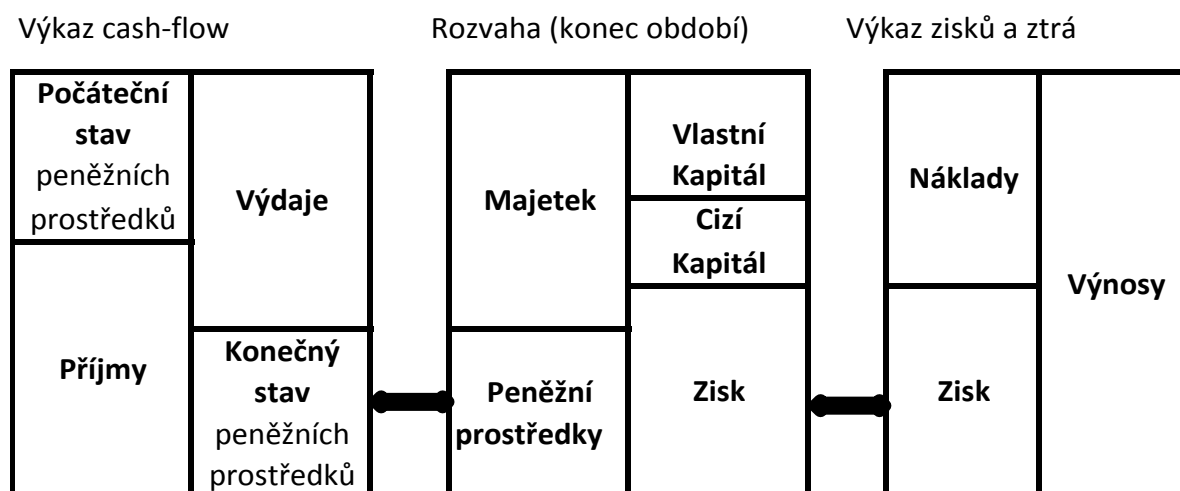 Výkaz cash-flow
Rozvaha (konec období)
Výkaz zisků a ztrá
Počáteční
stav
peněžních
prostředků
Příjmy
Výdaje
Konečný
stav
peněžních
prostředků
Majetek
Peněžní
prostředky
Vlastní
Kapitál
Cizí
Kapitál
Zisk
Náklady
Zisk
Výnosy